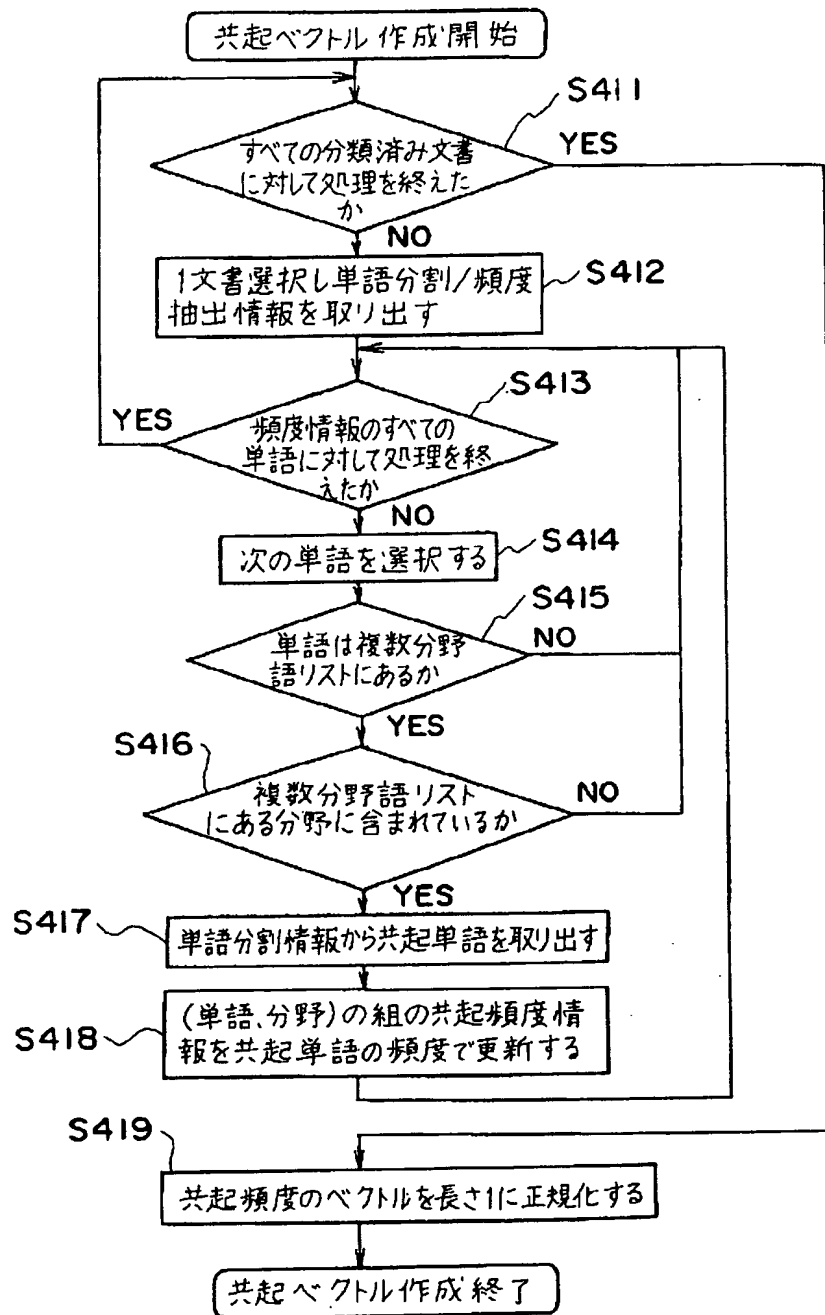 共起ベクトル作成開始
S411
すべての分類済み文書
に対して処理を終えた
か
YES
NO
1文書選択し単語分割/頻度
抽出情報を取り出す
S412
S413
YES
頻度情報のすべての
単語に対して処理を終
えたか
NO
次の単語を選択する
S414
S415
単語は複数分野
語リストにあるか
NO
YES
S416
複数分野語リスト
にある分野に含まれているか
NO
YES
S417
単語分割情報から共起単語を取り出す
(単語、分野)の組の共起頻度情
報を共起単語の頻度で更新する
S418
S419
共起頻度のベクトルを長さ1に正規化する
共起ベクトル作成終了